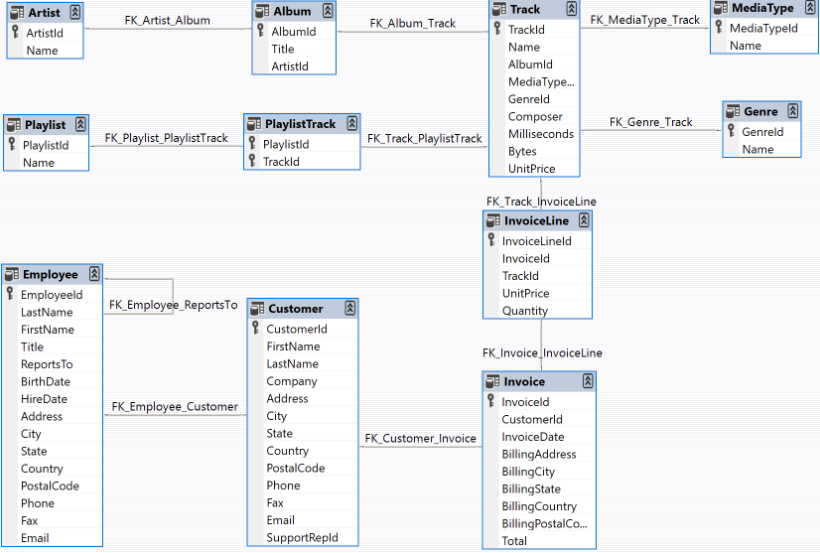 Artist
ArtistId
Name
FK_Artist_Album
Album
AlbumId
Title
ArtistId
FK_Album_Track
Track
TrackId
Name
AlbumId
MediaType...
GenreId
Composer
Milliseconds
Bytes
UnitPrice
FK_MediaType_Track
MediaType
MediaTypeId
Name
Playlist
PlaylistId
Name
FK_Playlist_PlaylistTrack
PlaylistTrack
PlaylistId
TrackId
FK_Track_PlaylistTrack
FK_Genre_Track
Genre
GenreId
Name
FK_Track_InvoiceLine
InvoiceLine
InvoiceLineId
InvoiceId
TrackId
UnitPrice
Quantity
Employee
EmployeeId
LastName
FirstName
Title
ReportsTo
BirthDate
HireDate
Address
City
State
Country
PostalCode
Phone
Fax
Email
FK_Employee_ReportsTo
FK_Employee_Customer
Customer
CustomerId
FirstName
LastName
Company
Address
City
State
Country
PostalCode
Phone
Fax
Email
SupportRepId
FK_Customer_Invoice
FK_Invoice_InvoiceLine
Invoice
InvoiceId
CustomerId
InvoiceDate
BillingAddress
BillingCity
BillingState
BillingCountry
BillingPostalCo...
Total